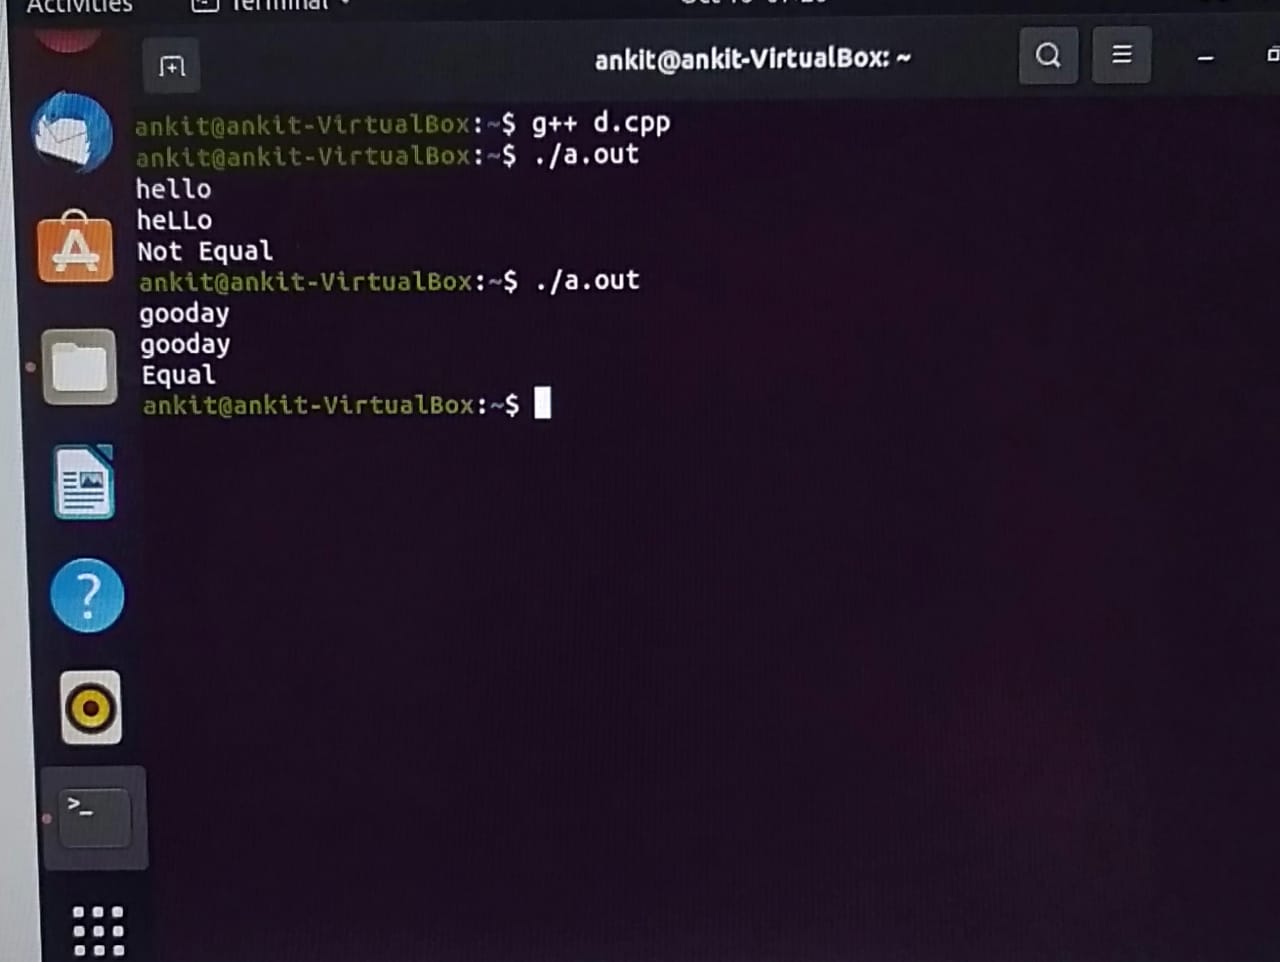 Activities Terminal
ankit@ankit-VirtualBox: ~
ankit@ankit-VirtualBox:~$ g++ d.cpp
ankit@ankit-VirtualBox:~$ ./a.out
hello
heLLo
Not Equal
ankit@ankit-VirtualBox:~$ ./a.out
gooday
gooday
Equal
ankit@ankit-VirtualBox:~$